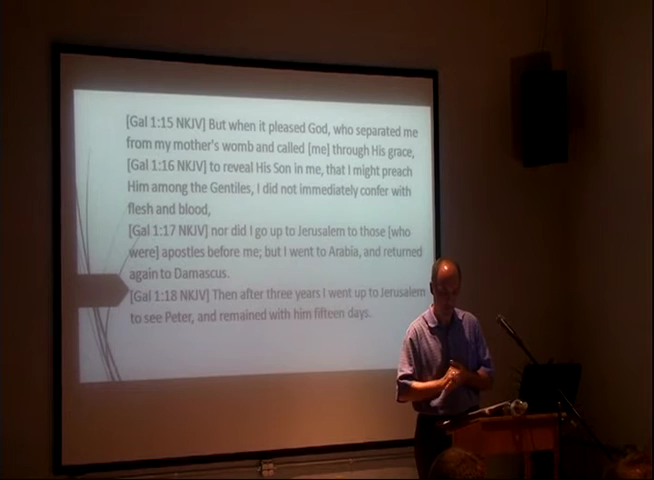 [Gal 1:15 NKJV] But when it pleased God, who separated me
from my mother's womb and called [me] through His grace,
[Gal 1:16 NKJV] to reveal His Son in me, that I might preach
Him among the Gentiles, I did not immediately confer with
flesh and blood,
[Gal 1:17 NKJV] nor did I go up to Jerusalem to those [who
were] apostles before me; but I went to Arabia, and returned
again to Damascus.
[Gal 1:18 NKJV] Then after three years I went up to Jerusalem
to see Peter, and remained with him fifteen days.